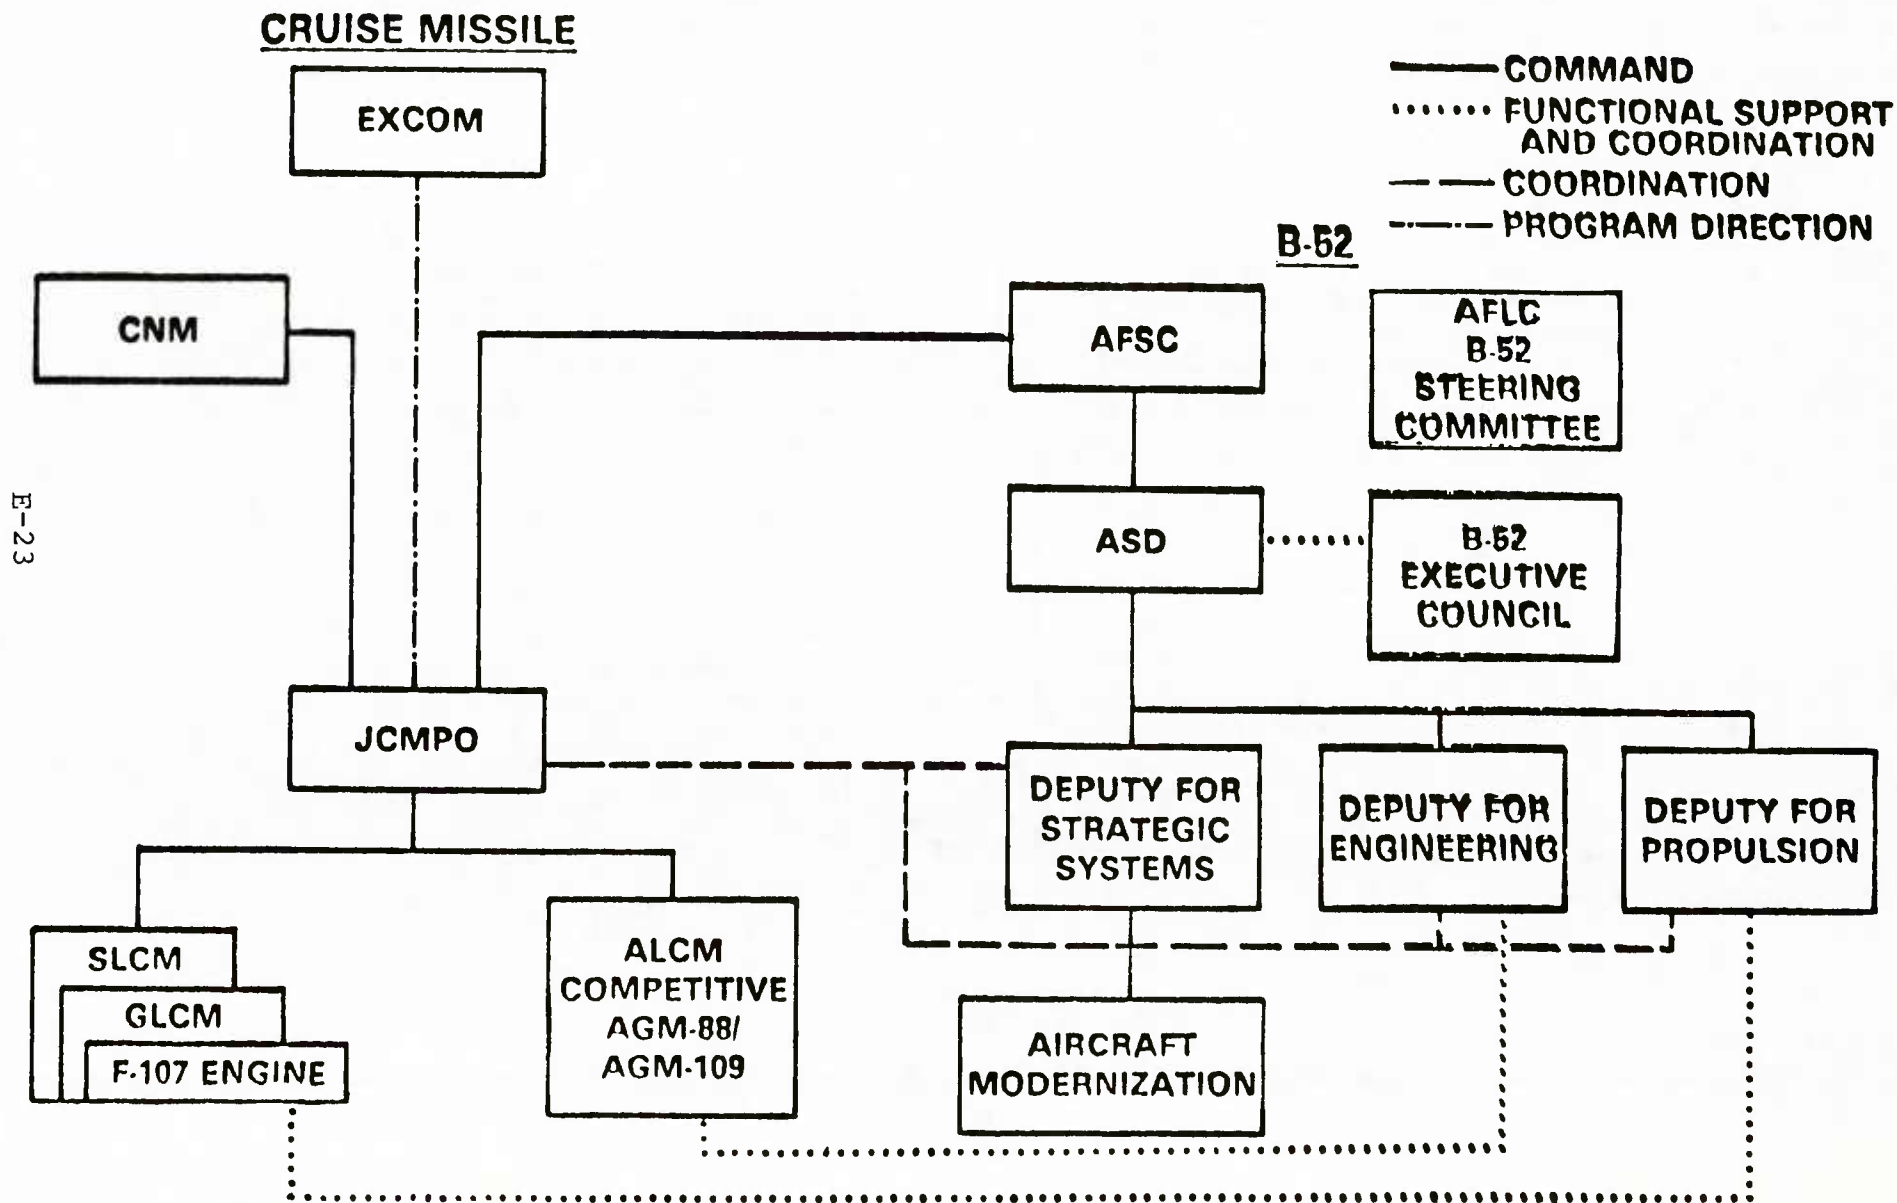 CRUISE MISSILE
EXCOM
COMMAND
FUNCTIONAL SUPPORT
AND COORDINATION
COORDINATION
PROGRAM DIRECTION
B-52
CNM
AFSC
AFLC
B-52
STEERING
COMMITTEE
ASD
B-52
EXECUTIVE
COUNCIL
E-23
JCMPO
DEPUTY FOR
STRATEGIC
SYSTEMS
DEPUTY FOR
ENGINEERING
DEPUTY FOR
PROPULSION
SLCM
GLCM
F-107 ENGINE
ALCM
COMPETITIVE
AGM-88/
AGM-109
AIRCRAFT
MODERNIZATION